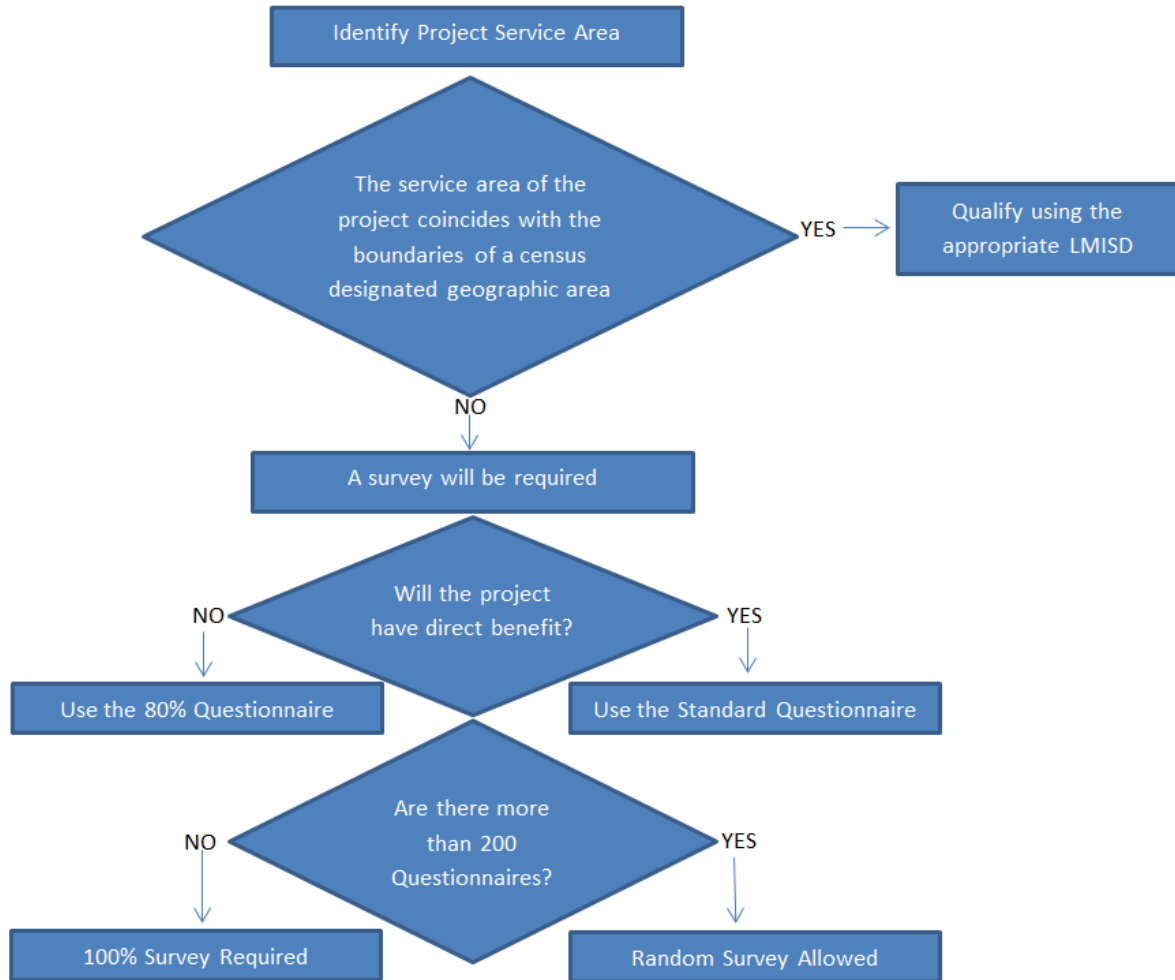 Identify Project Service Area
The service area of the
project coincides with the
boundaries of a census
designated geographic area
YES
Qualify using the
appropriate LMISD
NO
A survey will be required
Will the project
have direct benefit?
NO
YES
Use the 80% Questionnaire
Use the Standard Questionnaire
Are there more
than 200
Questionnaires?
NO
YES
100% Survey Required
Random Survey Allowed